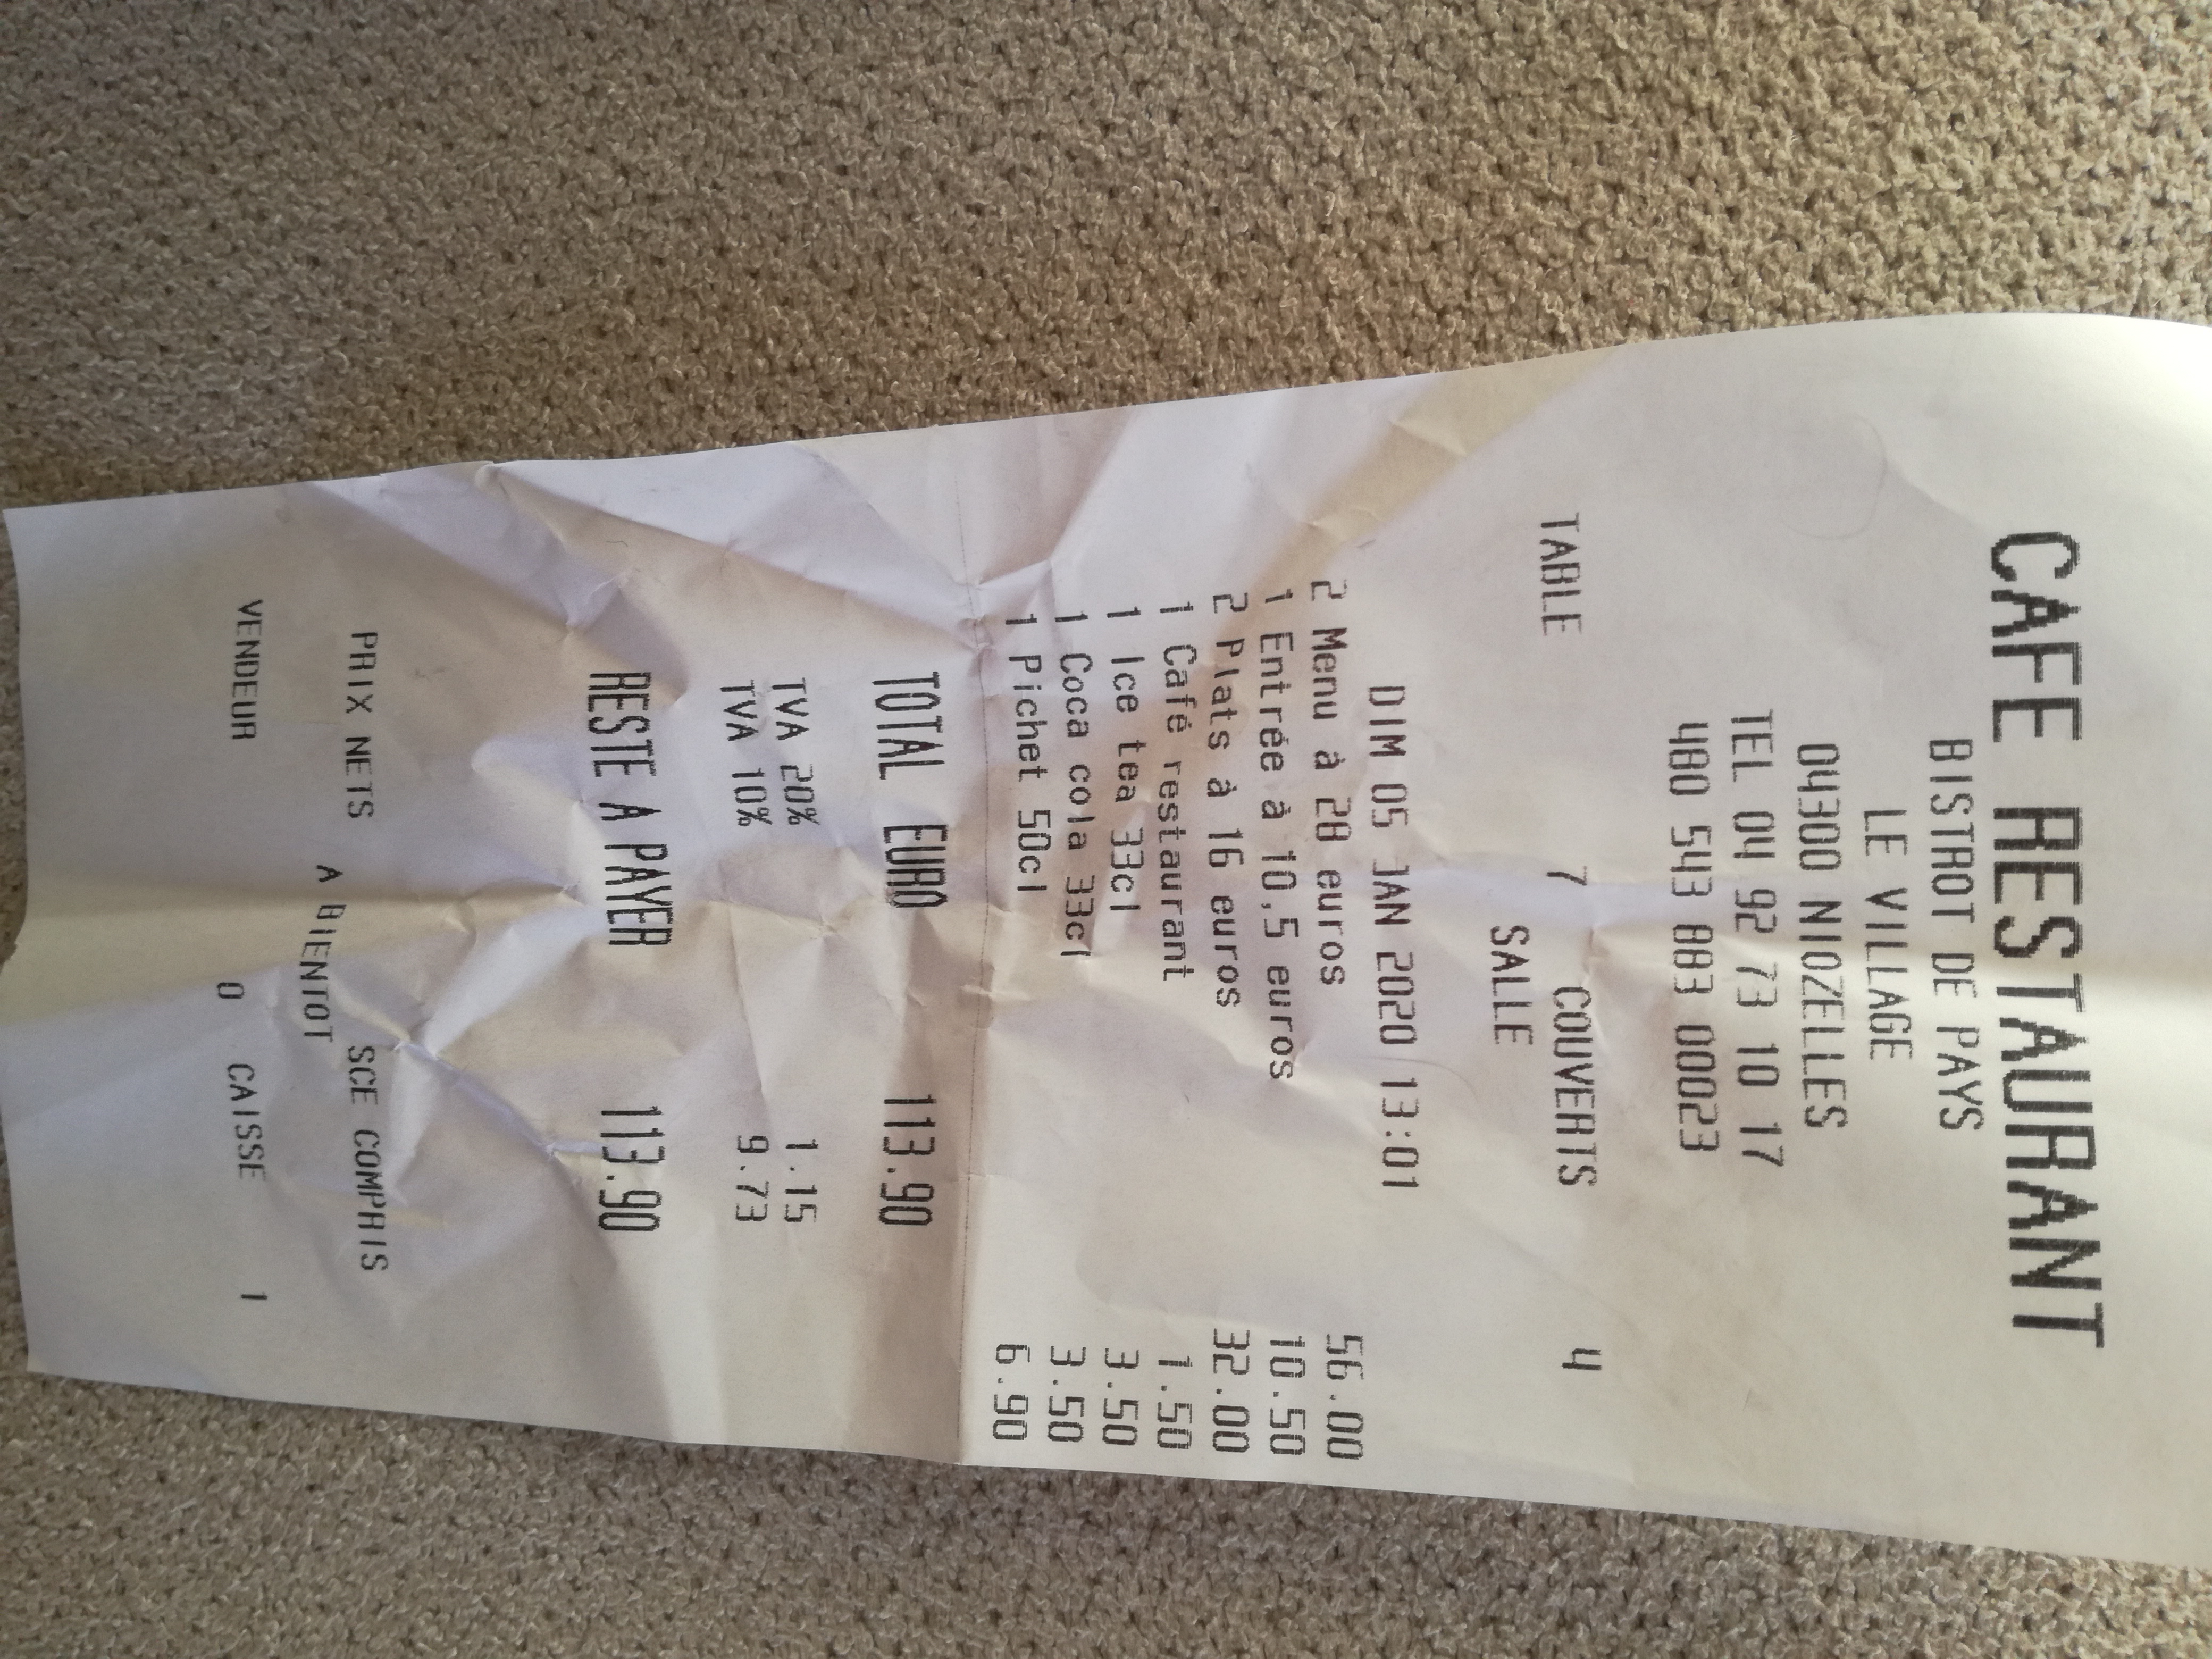 CAFE RESTAURANT
BISTROT DE PAYS
LE VILLAGE
04300 NIOZELLES
TEL 04 92 73 10 17
480 543 883 00023
TABLE 7 COUVERTS 4
SALLE
DIM 05 JAN 2020 13:01
2 Menu à 28 euros 56.00
1 Entrée à 10,5 euros 10.50
2 Plats à 16 euros 32.00
1 Café restaurant 1.50
1 Ice tea 33cl 3.50
1 Coca cola 33cl 3.50
1 Pichet 50cl 6.90
TOTAL EURO 113.90
TVA 20% 1.15
TVA 10% 9.73
RESTE A PAYER 113.90
PRIX NETS SCE COMPRIS
A BIENTOT
VENDEUR 0 CAISSE 1